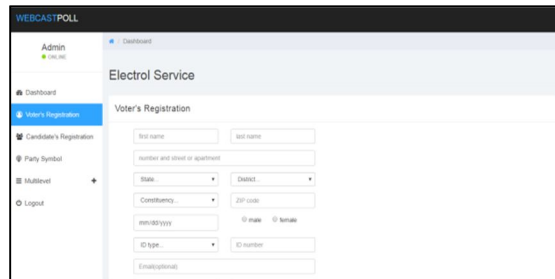 WEBCASTPOLL
Admin
ONLINE
Dashboard
Voter's Registration
Candidate's Registration
Party Symbol
Multilevel +
Logout
Dashboard
Electrol Service
Voter's Registration
first name last name
number and street or apartment
State... District...
Constituency... ZIP code
mm/dd/yyyy male female
ID type... ID number
Email(optional)